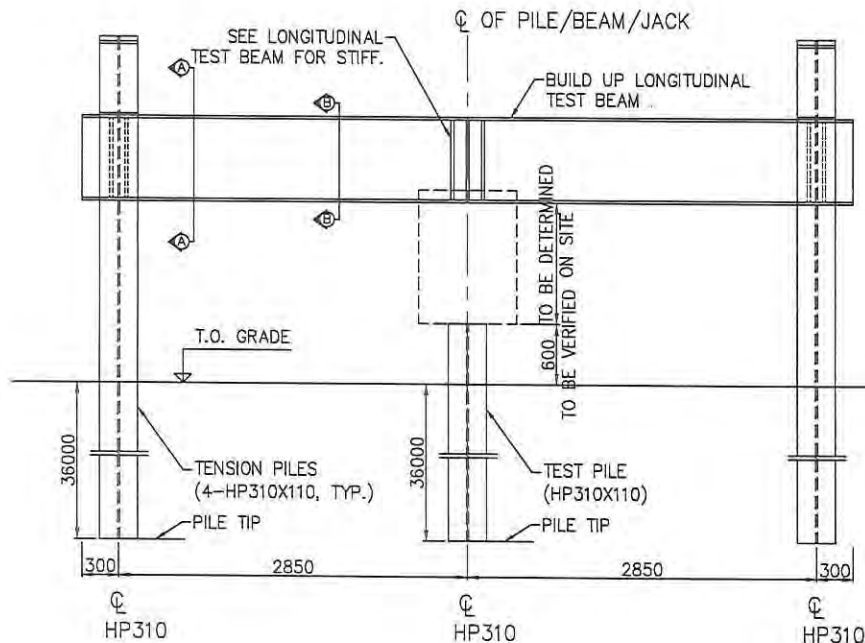 ℄ OF PILE/BEAM/JACK
SEE LONGITUDINAL
TEST BEAM FOR STIFF.
BUILD UP LONGITUDINAL
TEST BEAM
A
B
B
A
TO BE DETERMINED
TO BE VERIFIED ON SITE
T.O. GRADE
600
36000
36000
TENSION PILES
(4-HP310X110, TYP.)
TEST PILE
(HP310X110)
PILE TIP
PILE TIP
300
2850
2850
300
℄
HP310
℄
HP310
℄
HP310